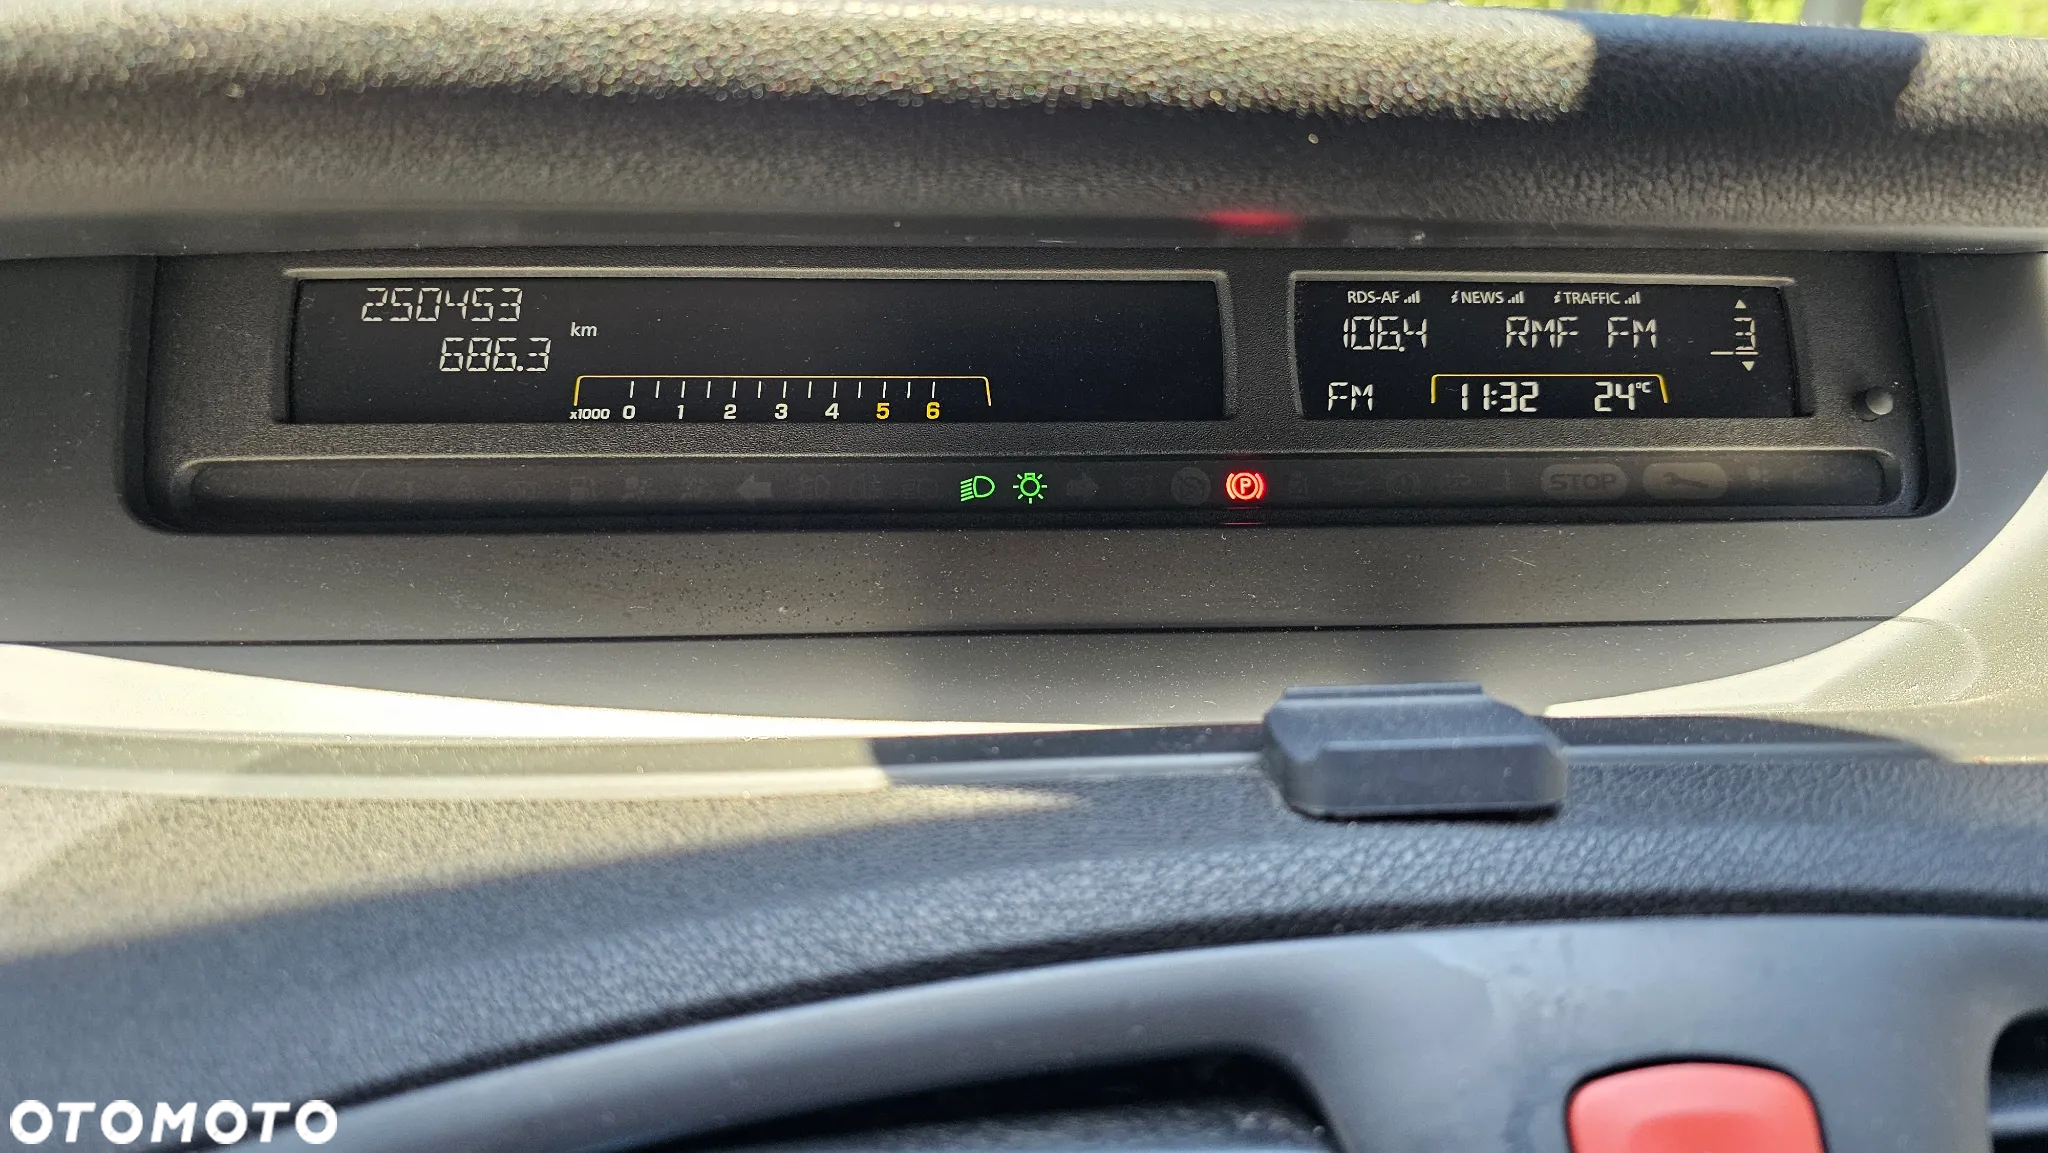 250453
686.3
km
x1000 0 1 2 3 4 5 6
RDS-AF i NEWS i TRAFFIC
106.4 RMF FM 3
FM 11:32 24°C
P
STOP
OTOMOTO